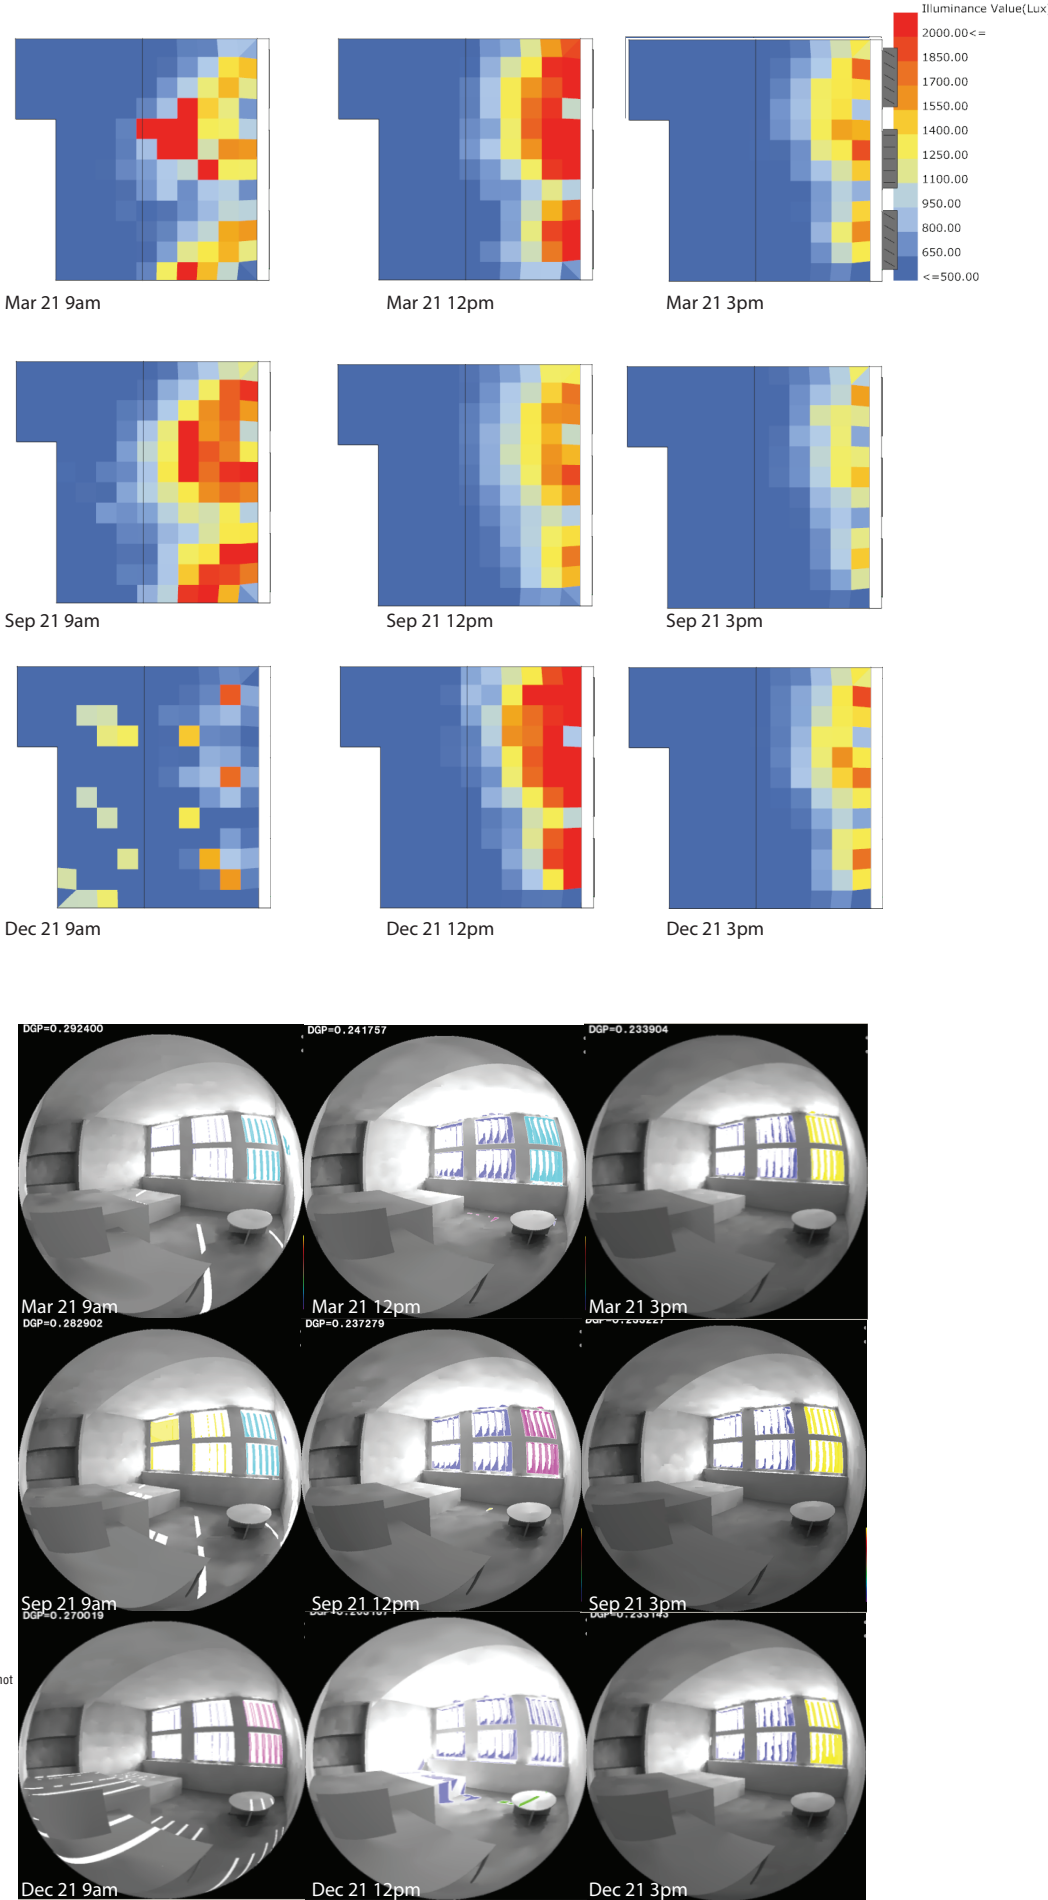 Illuminance Value(Lux)
2000.00<=
1850.00
1700.00
1550.00
1400.00
1250.00
1100.00
950.00
800.00
650.00
<=500.00
Mar 21 9am
Mar 21 12pm
Mar 21 3pm
Sep 21 9am
Sep 21 12pm
Sep 21 3pm
Dec 21 9am
Dec 21 12pm
Dec 21 3pm
DGP=0.292400
DGP=0.241757
DGP=0.233904
Mar 21 9am
Mar 21 12pm
Mar 21 3pm
DGP=0.282902
DGP=0.237279
Sep 21 9am
Sep 21 12pm
Sep 21 3pm
DGP=0.270019
not
Dec 21 9am
Dec 21 12pm
Dec 21 3pm